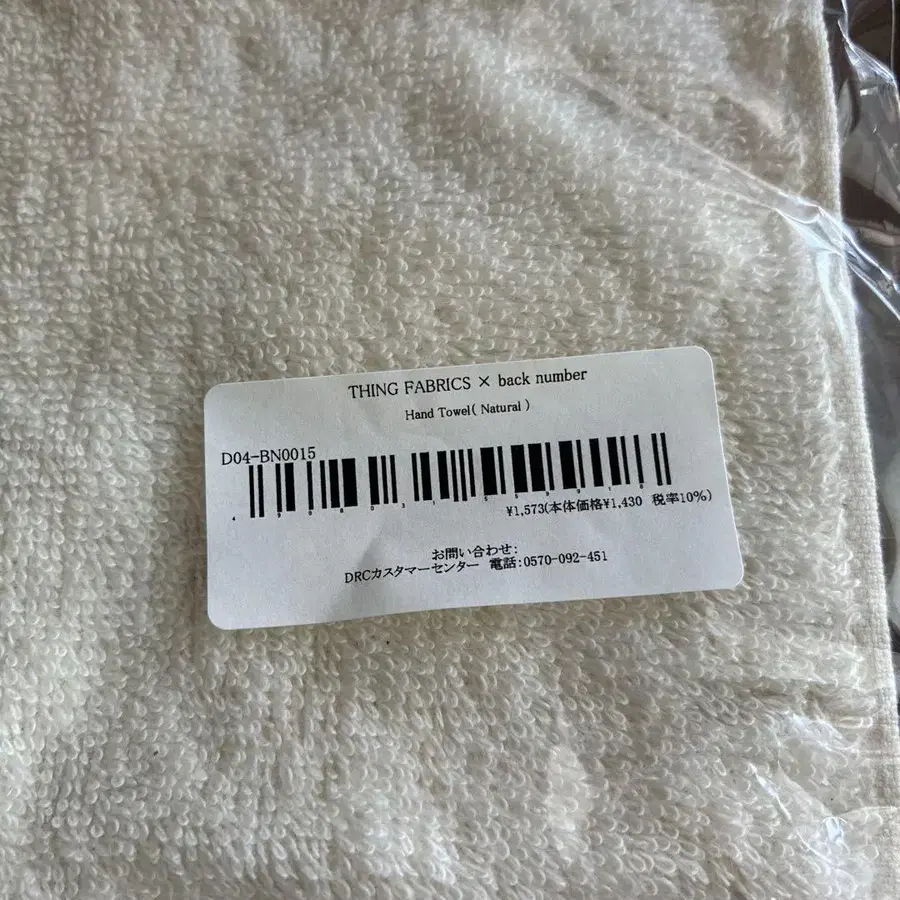 THING FABRICS × back number
Hand Towel( Natural )
D04-BN0015
¥1,573(本体価格¥1,430 税率10%)
お問い合わせ:
DRCカスタマーセンター 電話:0570-092-451